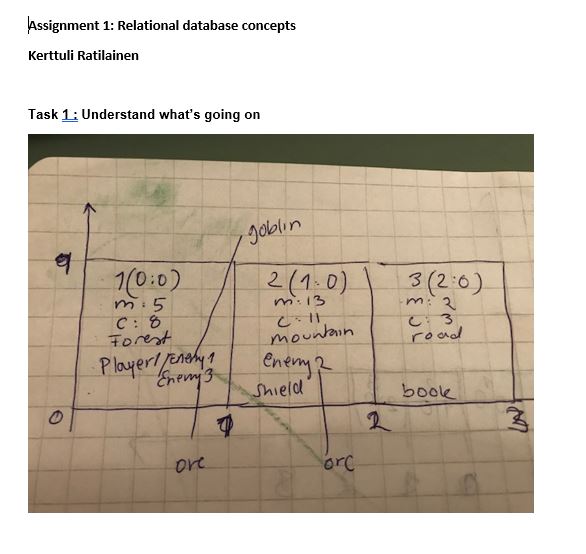 Assignment 1: Relational database concepts
Kerttuli Ratilainen
Task 1 : Understand what's going on
goblin
1
1(0:0)
m: 5
C: 8
Forest
Player1/Enemy1
Enemy3
2(1:0)
m: 13
C: 11
mountain
Enemy2
Shield
3(2:0)
m: 2
C: 3
road
book
0
1
2
3
orc
orc